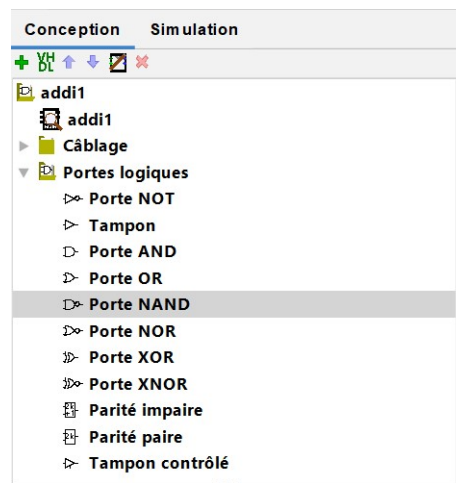 Conception Simulation
VHDL
addi1
addi1
Câblage
Portes logiques
Porte NOT
Tampon
Porte AND
Porte OR
Porte NAND
Porte NOR
Porte XOR
Porte XNOR
Parité impaire
Parité paire
Tampon contrôlé